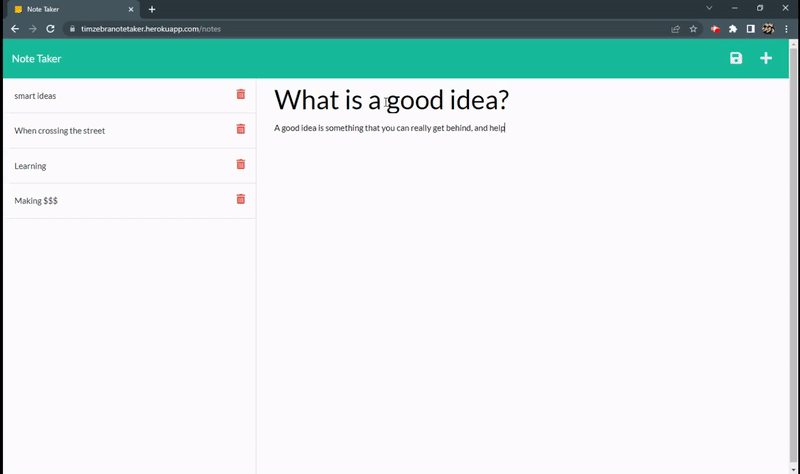 Note Taker
timzebranotetaker.herokuapp.com/notes
Note Taker
smart ideas
When crossing the street
Learning
Making $$$
What is a good idea?
A good idea is something that you can really get behind, and help